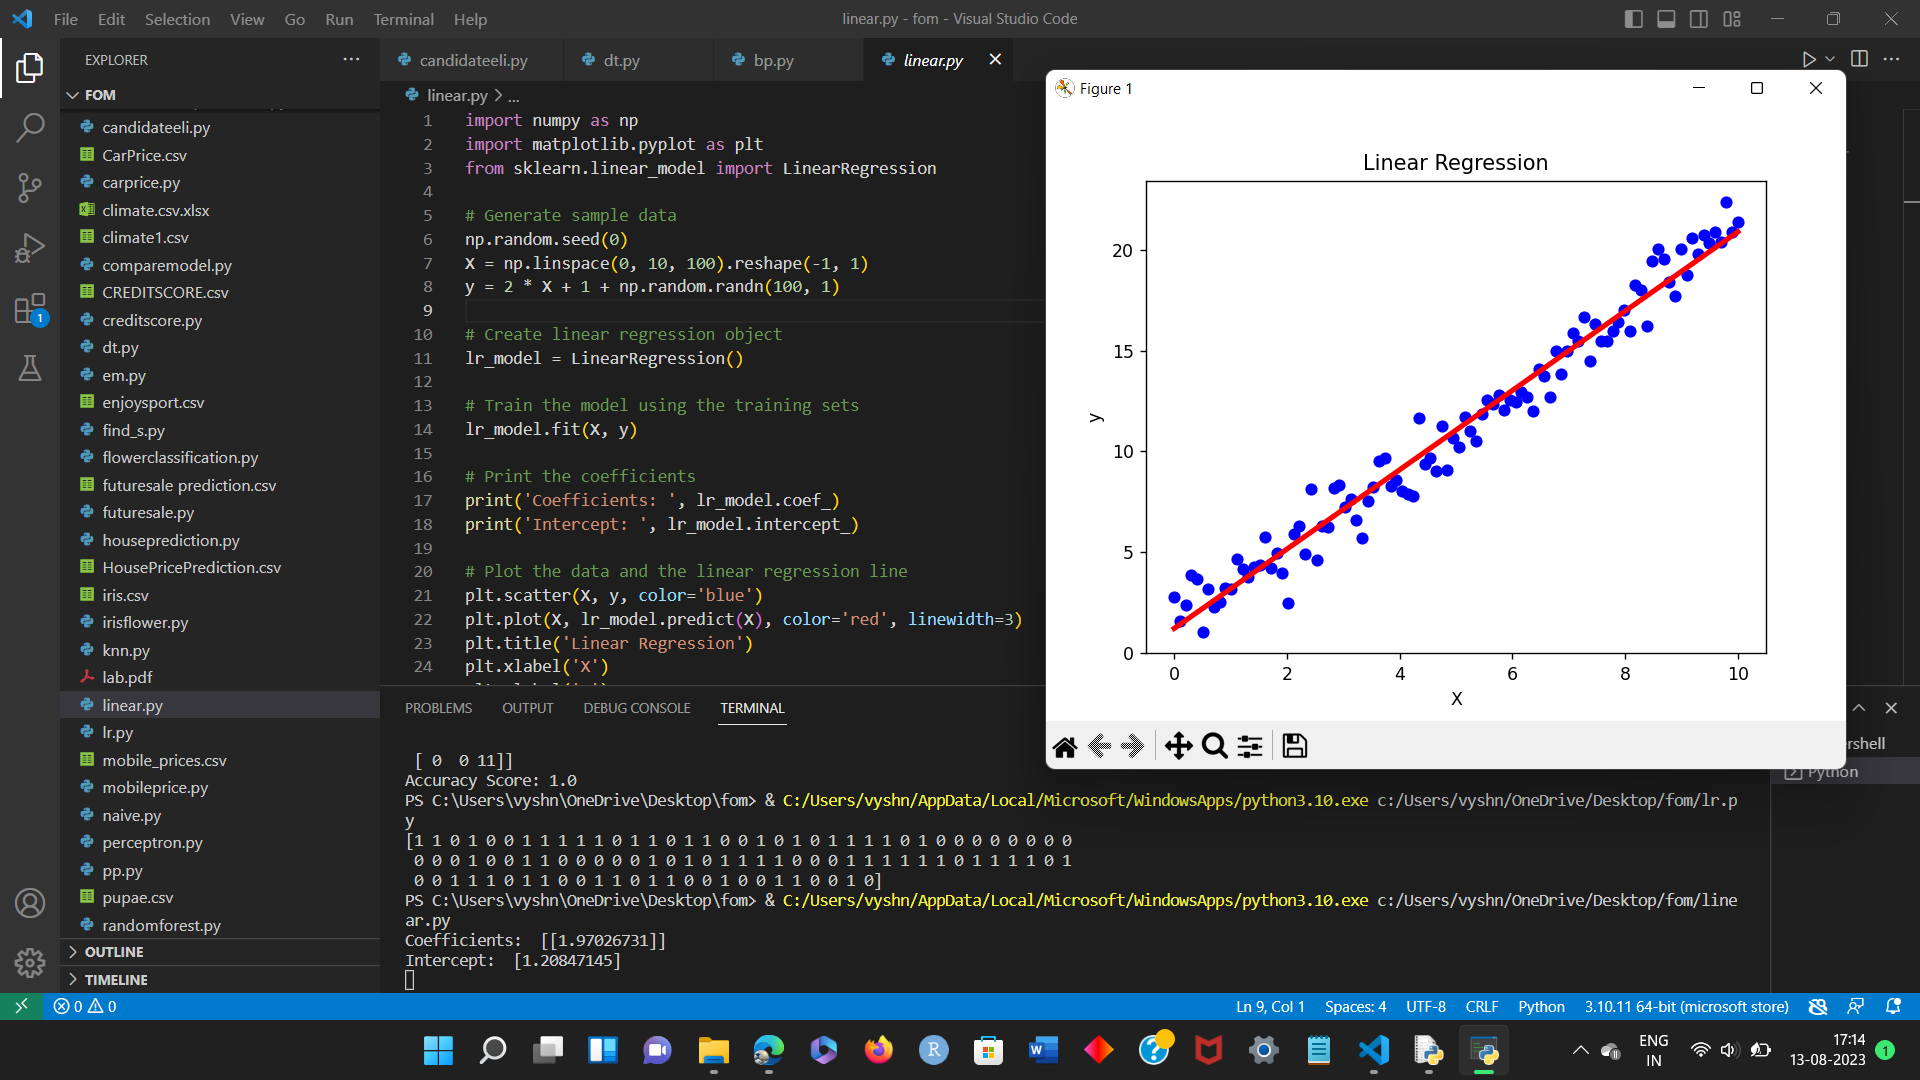 File Edit Selection View Go Run Terminal Help
linear.py - fom - Visual Studio Code
EXPLORER
FOM
candidateeli.py
CarPrice.csv
carprice.py
climate.csv.xlsx
climate1.csv
comparemodel.py
CREDITSCORE.csv
creditscore.py
dt.py
em.py
enjoysport.csv
find_s.py
flowerclassification.py
futuresale prediction.csv
futuresale.py
houseprediction.py
HousePricePrediction.csv
iris.csv
irisflower.py
knn.py
lab.pdf
linear.py
lr.py
mobile_prices.csv
mobileprice.py
naive.py
perceptron.py
pp.py
pupae.csv
randomforest.py
OUTLINE
TIMELINE
1
candidateeli.py dt.py bp.py linear.py
linear.py > ...
1 import numpy as np
2 import matplotlib.pyplot as plt
3 from sklearn.linear_model import LinearRegression
4
5 # Generate sample data
6 np.random.seed(0)
7 X = np.linspace(0, 10, 100).reshape(-1, 1)
8 y = 2 * X + 1 + np.random.randn(100, 1)
9
10 # Create linear regression object
11 lr_model = LinearRegression()
12
13 # Train the model using the training sets
14 lr_model.fit(X, y)
15
16 # Print the coefficients
17 print('Coefficients: ', lr_model.coef_)
18 print('Intercept: ', lr_model.intercept_)
19
20 # Plot the data and the linear regression line
21 plt.scatter(X, y, color='blue')
22 plt.plot(X, lr_model.predict(X), color='red', linewidth=3)
23 plt.title('Linear Regression')
24 plt.xlabel('X')
Figure 1
Linear Regression
20
15
10
5
0
y
0 2 4 6 8 10
X
PROBLEMS OUTPUT DEBUG CONSOLE TERMINAL
[ 0  0 11]]
Accuracy Score: 1.0
PS C:\Users\vyshn\OneDrive\Desktop\fom> & C:/Users/vyshn/AppData/Local/Microsoft/WindowsApps/python3.10.exe c:/Users/vyshn/OneDrive/Desktop/fom/lr.p
y
[1 1 0 1 0 0 1 1 1 1 1 0 1 1 0 1 1 0 0 1 0 1 0 1 1 1 1 0 1 0 0 0 0 0 0 0 0
0 0 0 1 0 0 1 1 0 0 0 0 0 1 0 1 0 1 1 1 1 0 0 0 1 1 1 1 1 1 0 1 1 1 1 0 1
0 0 1 1 1 0 1 1 0 0 1 1 0 1 1 0 0 1 0 0 1 1 0 0 1 0]
PS C:\Users\vyshn\OneDrive\Desktop\fom> & C:/Users/vyshn/AppData/Local/Microsoft/WindowsApps/python3.10.exe c:/Users/vyshn/OneDrive/Desktop/fom/line
ar.py
Coefficients:  [[1.97026731]]
Intercept:  [1.20847145]
rshell
Python
0 0
Ln 9, Col 1 Spaces: 4 UTF-8 CRLF Python 3.10.11 64-bit (microsoft store)
ENG
IN
17:14
13-08-2023
1